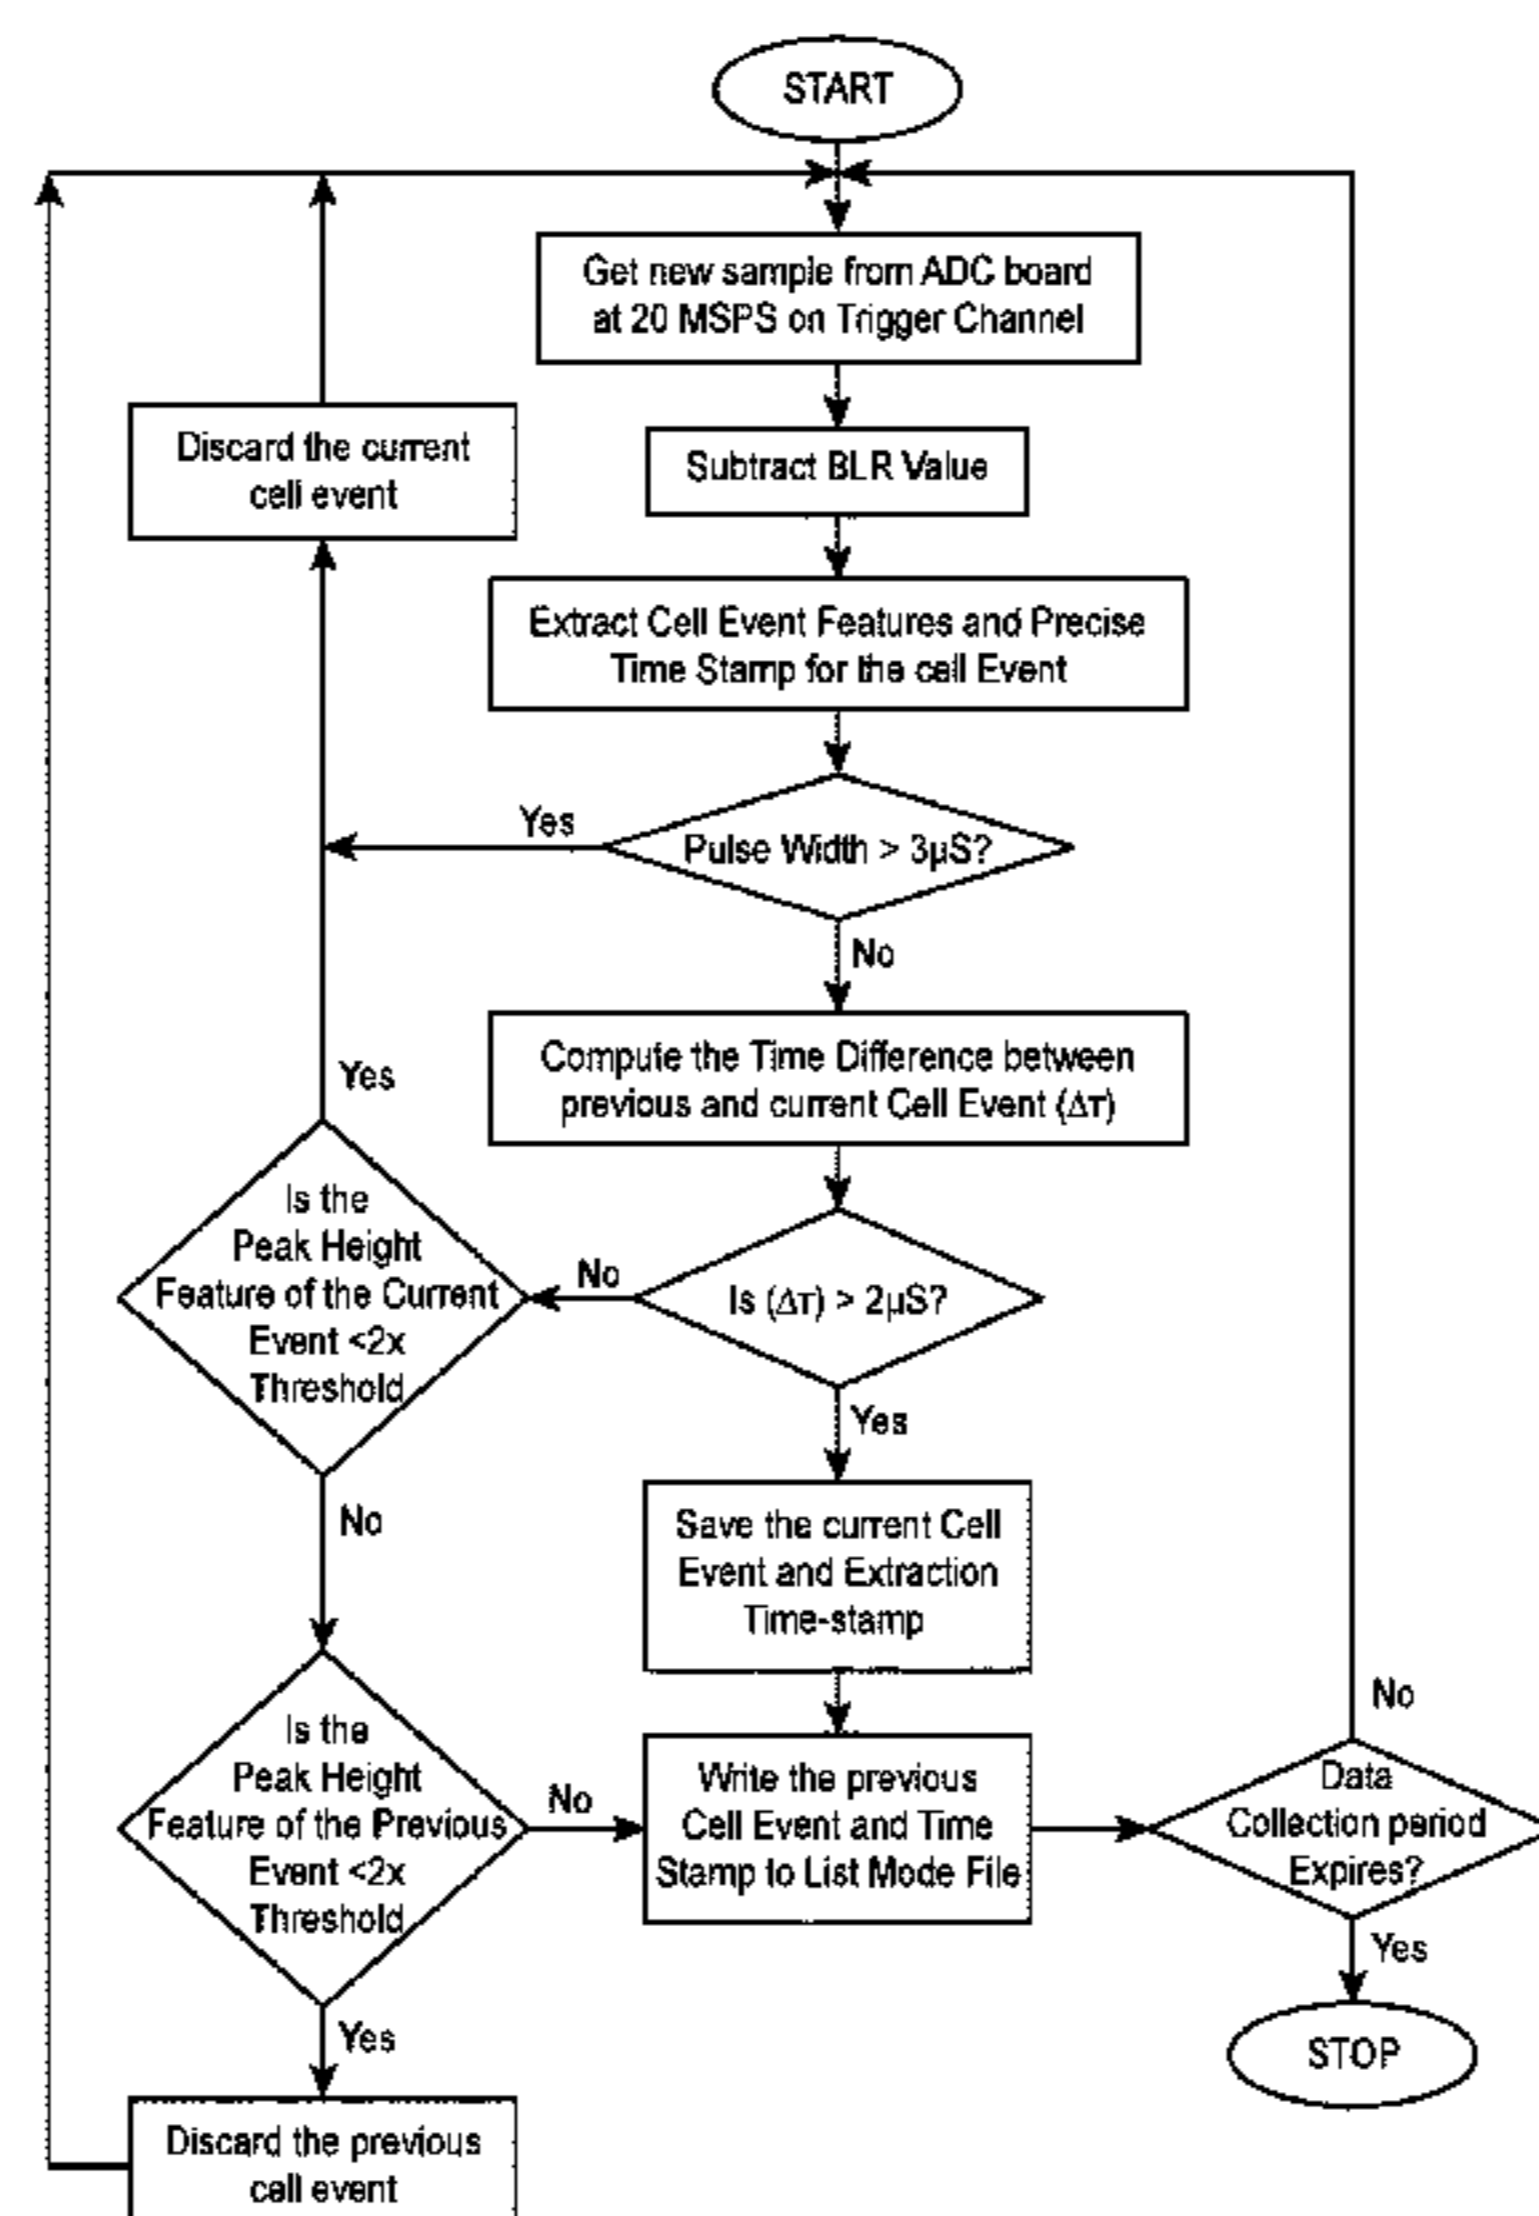 START
Get new sample from ADC board
at 20 MSPS on Trigger Channel
Discard the current
cell event
Subtract BLR Value
Extract Cell Event Features and Precise
Time Stamp for the cell Event
Yes
Pulse Width > 3µS?
No
Compute the Time Difference between
previous and current Cell Event (Δτ)
Yes
Is the
Peak Height
Feature of the Current
Event <2x
Threshold
No
Is (Δτ) > 2µS?
Yes
No
Save the current Cell
Event and Extraction
Time-stamp
Is the
Peak Height
Feature of the Previous
Event <2x
Threshold
No
Write the previous
Cell Event and Time
Stamp to List Mode File
No
Data
Collection period
Expires?
Yes
STOP
Yes
Discard the previous
cell event